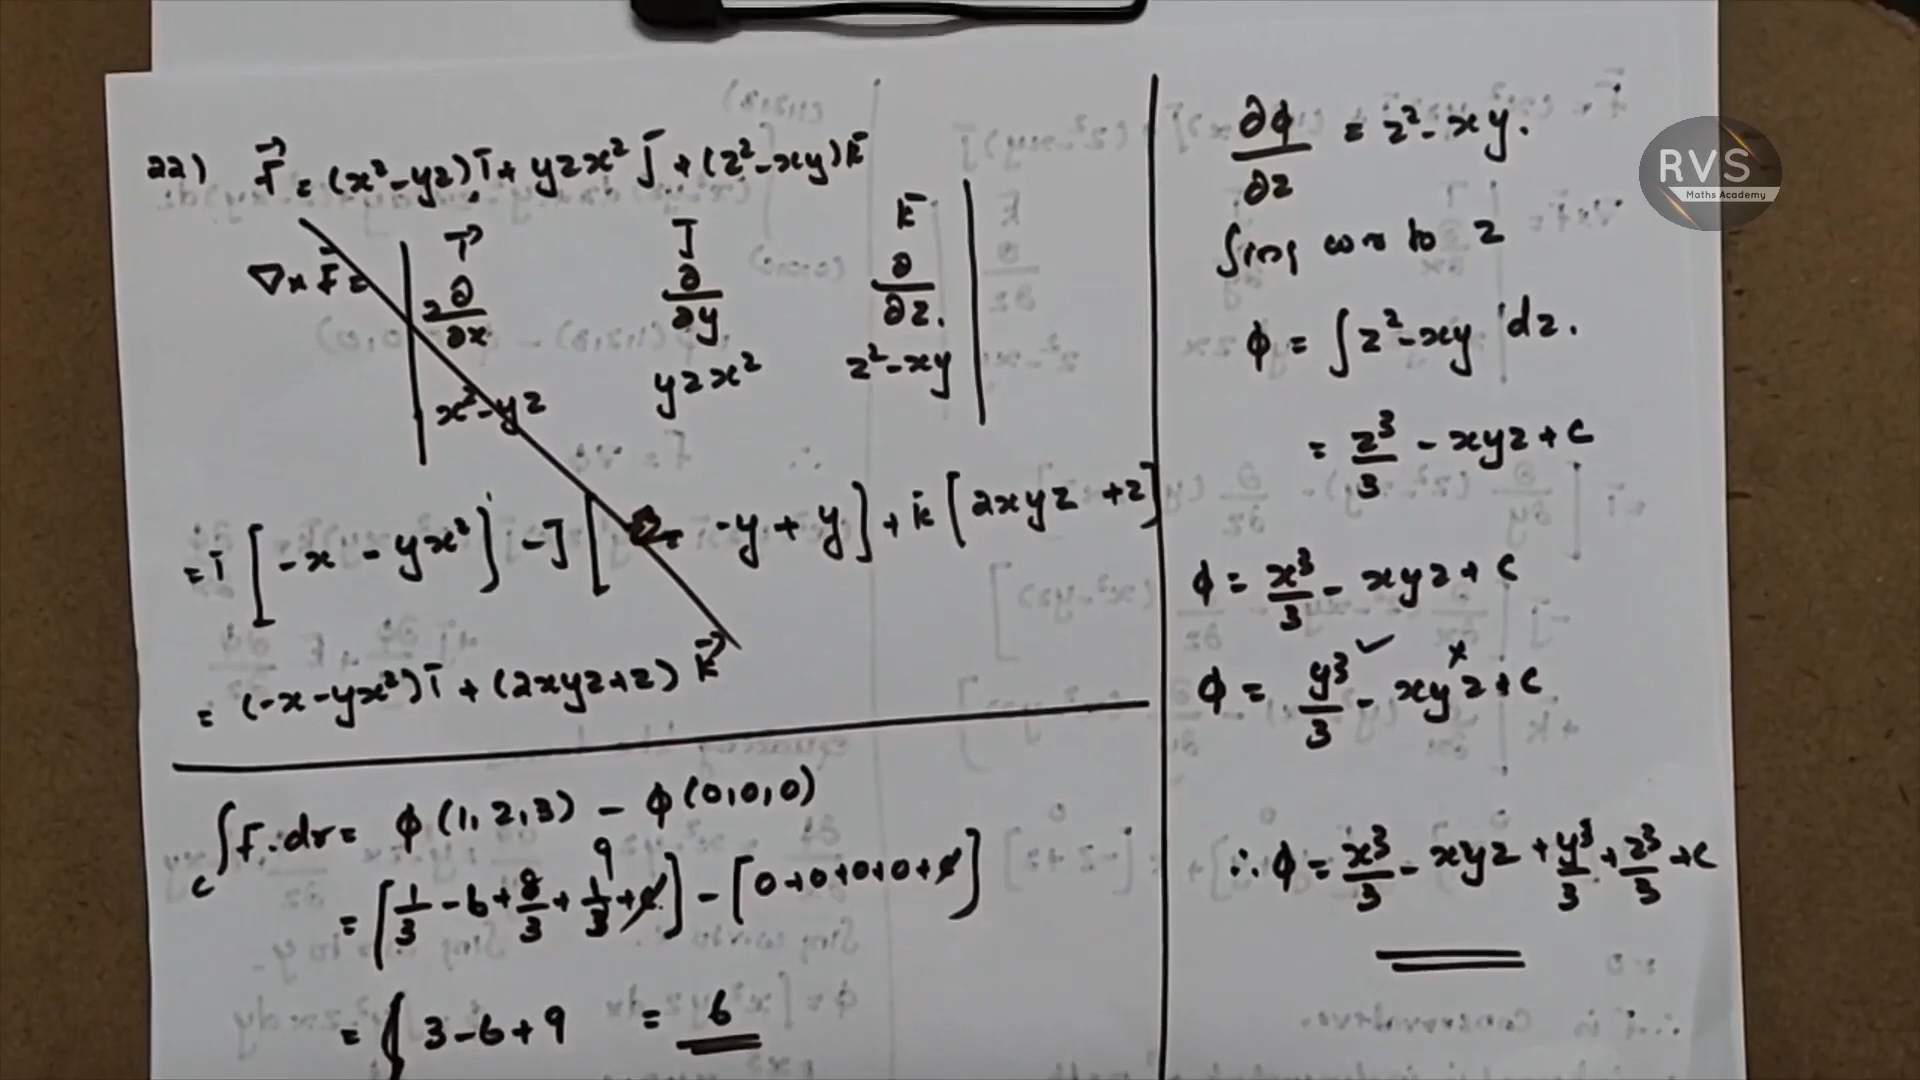 22) F⃗ = (x² - yz) i̅ + yzx² j̅ + (z² - xy) k̅
∇ x F̅ =
i⃗ j̅ k̅
∂/∂x ∂/∂y ∂/∂z.
x² - yz yzx² z² - xy
= i̅ [-x - yx²] - j̅ [ -y + y] + k̅ [2xyz + z]
= (-x - yx²) i̅ + (2xyz + z) k⃗
∫c F. dr = ϕ (1, 2, 3) - ϕ (0, 0, 0)
= [1/3 - 6 + 8/3 + 9 + c] - [0 + 0 + 0 + 0 + c]
= 3 - 6 + 9 = 6
∂ϕ/∂z = z² - xy.
∫ing w r to z
ϕ = ∫ z² - xy dz.
= z³/3 - xyz + c
ϕ = x³/3 - xyz + c
ϕ = y³/3 ✓ - xyz × + c
∴ ϕ = x³/3 - xyz + y³/3 + z³/3 + c
RVS
Maths Academy